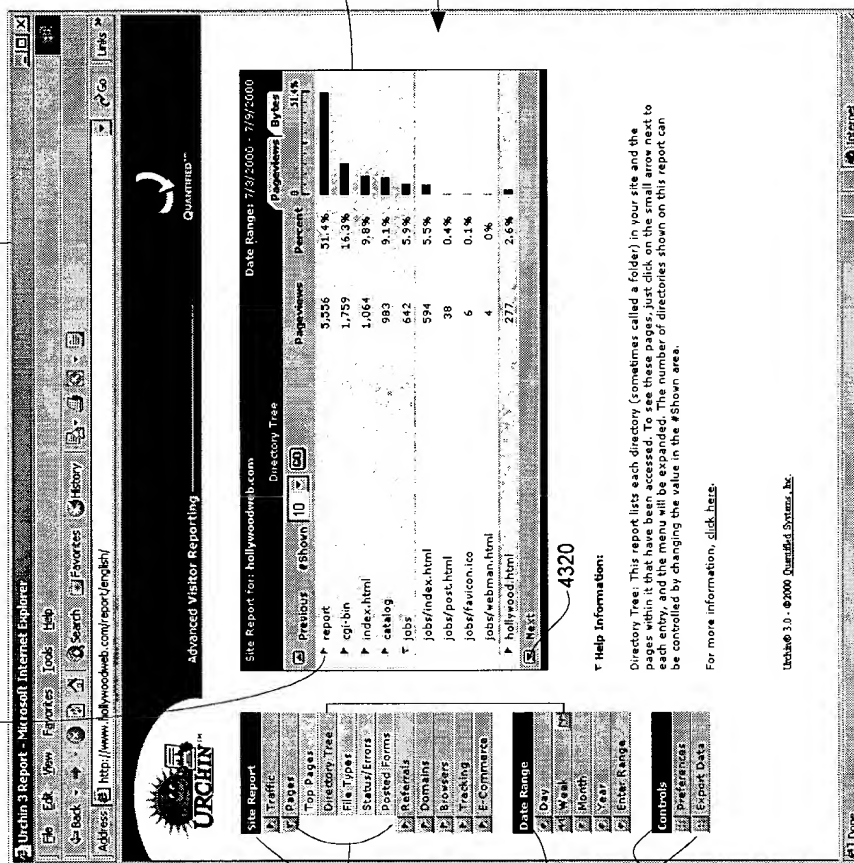 Urchin 3 Report - Microsoft Internet Explorer
File Edit View Favorites Tools Help
Back Search Favorites History
Address http://www.hollywoodweb.com/report/english/ Go Links »
URCHIN™
Advanced Visitor Reporting
QUANTIFIED™
Site Report
Traffic
Pages
Top Pages
Directory Tree
File Types
Status/Errors
Posted Forms
Referrals
Domains
Browsers
Tracking
E-Commerce
Date Range
Day
Week
Month
Year
Enter Range
Controls
Preferences
Export Data
Site Report for: hollywoodweb.com Date Range: 7/3/2000 - 7/9/2000
Directory Tree Pageviews Bytes
Previous #Shown 10 GO Pageviews Percent 0 51.4%
report 5,556 51.4%
cgi-bin 1,759 16.3%
index.html 1,064 9.8%
catalog 983 9.1%
jobs 642 5.9%
jobs/index.html 594 5.5%
jobs/post.html 38 0.4%
jobs/favicon.ico 6 0.1%
jobs/webman.html 4 0%
hollywood.html 277 2.6%
Next
4320
Help Information:
Directory Tree: This report lists each directory (sometimes called a folder) in your site and the
pages within it that have been accessed. To see these pages, just click on the small arrow next to
each entry, and the menu will be expanded. The number of directories shown on this report can
be controlled by changing the value in the #Shown area.
For more information, click here.
Urchin® 3.0 - ©2000 Quantified Systems, Inc.
Done Internet